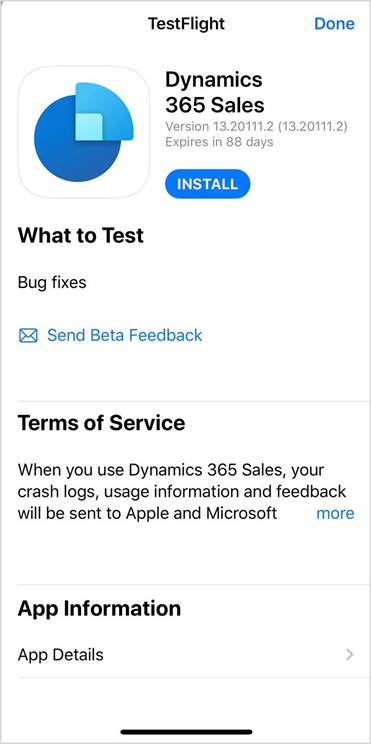 TestFlight
Done
Dynamics
365 Sales
Version 13.20111.2 (13.20111.2)
Expires in 88 days
INSTALL
What to Test
Bug fixes
Send Beta Feedback
Terms of Service
When you use Dynamics 365 Sales, your
crash logs, usage information and feedback
will be sent to Apple and Microsoft more
App Information
App Details